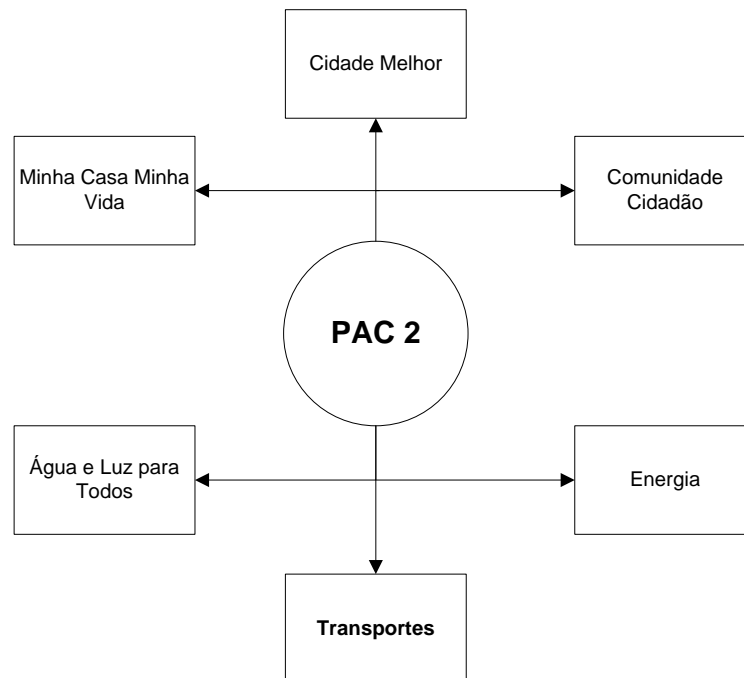 Cidade Melhor
Minha Casa Minha
Vida
Comunidade
Cidadão
PAC 2
Água e Luz para
Todos
Energia
Transportes